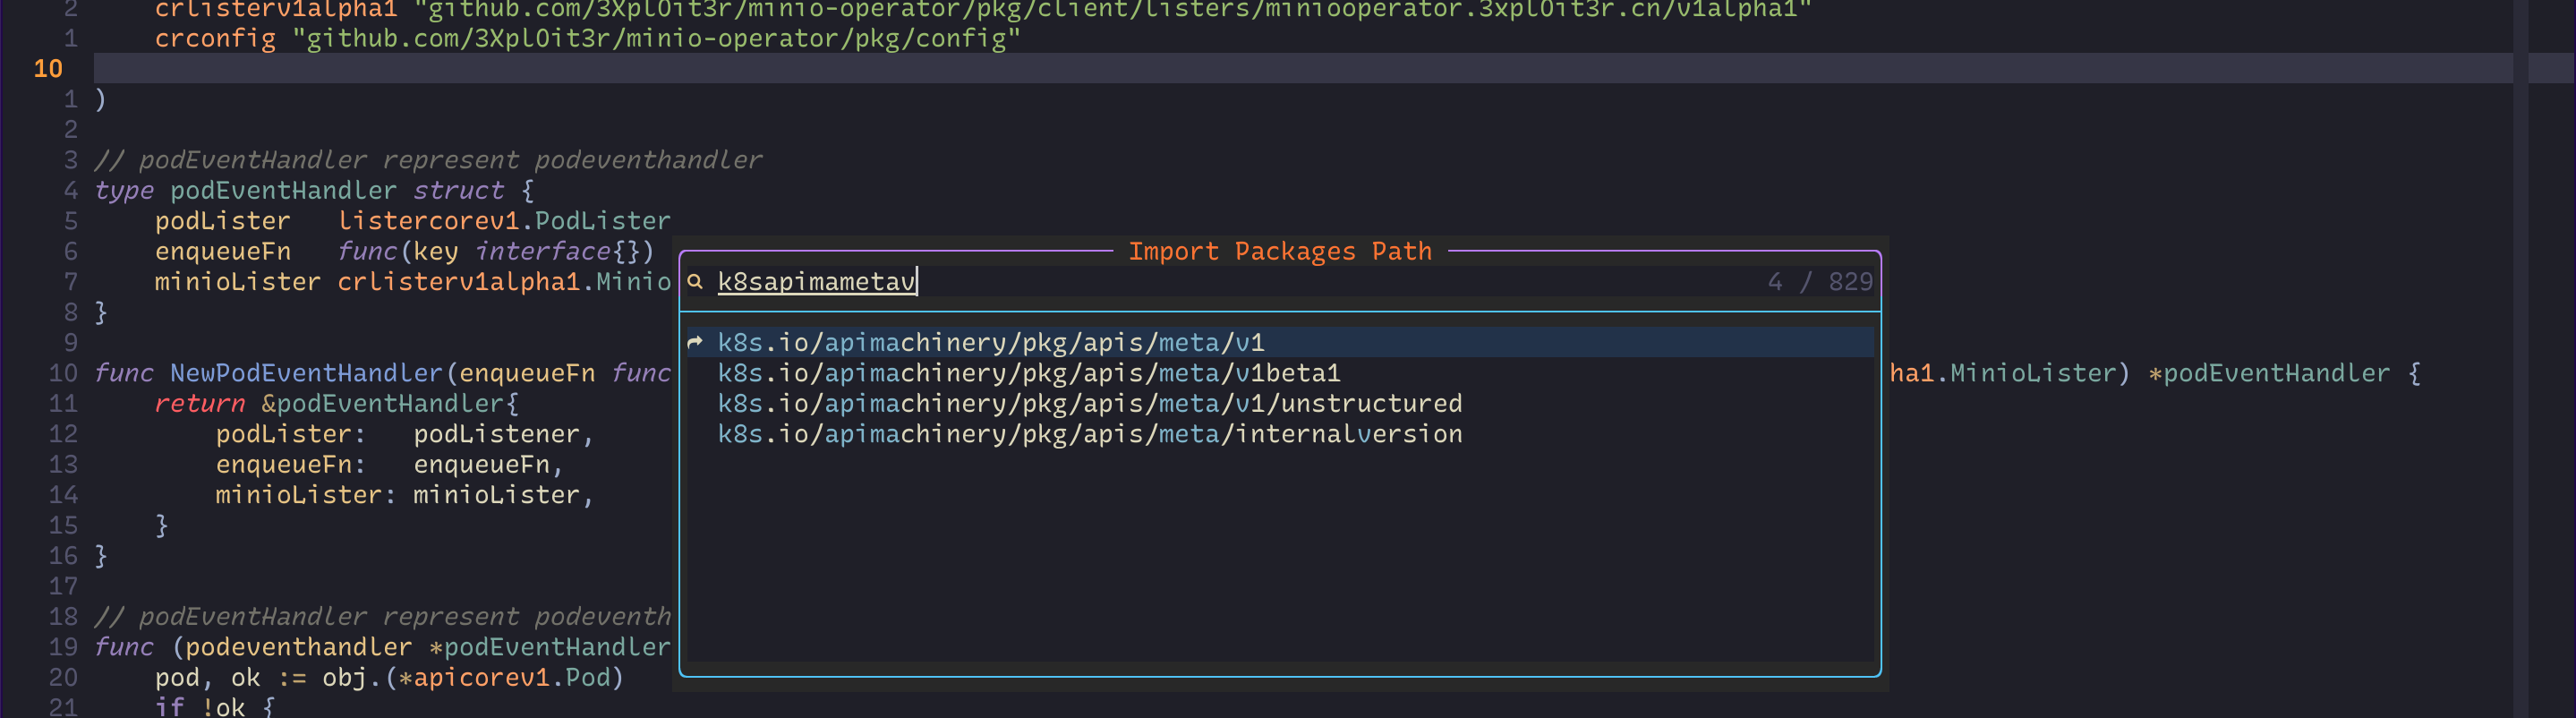 2 crlisterv1alpha1 "github.com/3Xpl0it3r/minio-operator/pkg/client/listers/miniooperator.3xpl0it3r.cn/v1alpha1"
1 crconfig "github.com/3Xpl0it3r/minio-operator/pkg/config"
10
1 )
2
3 // podEventHandler represent podeventhandler
4 type podEventHandler struct {
5 podLister listercorev1.PodLister
6 enqueueFn func(key interface{})
7 minioLister crlisterv1alpha1.Minio
8 }
9
10 func NewPodEventHandler(enqueueFn func ha1.MinioLister) *podEventHandler {
11 return &podEventHandler{
12 podLister: podListener,
13 enqueueFn: enqueueFn,
14 minioLister: minioLister,
15 }
16 }
17
18 // podEventHandler represent podeventh
19 func (podeventhandler *podEventHandler
20 pod, ok := obj.(*apicorev1.Pod)
21 if !ok {
Import Packages Path
k8sapimametav 4 / 829
k8s.io/apimachinery/pkg/apis/meta/v1
k8s.io/apimachinery/pkg/apis/meta/v1beta1
k8s.io/apimachinery/pkg/apis/meta/v1/unstructured
k8s.io/apimachinery/pkg/apis/meta/internalversion